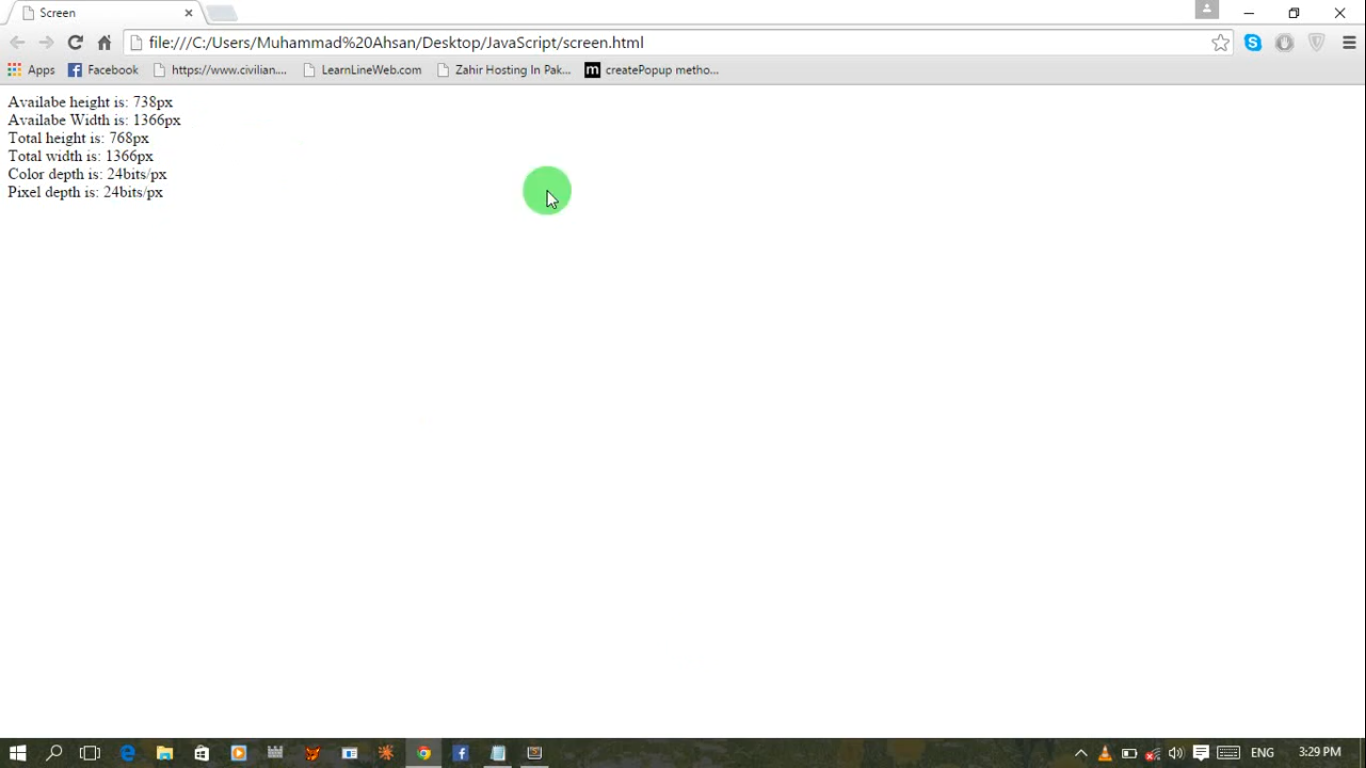 Screen
file:///C:/Users/Muhammad%20Ahsan/Desktop/JavaScript/screen.html
Apps Facebook https://www.civilian.... LearnLineWeb.com Zahir Hosting In Pak... createPopup metho...
Availabe height is: 738px
Availabe Width is: 1366px
Total height is: 768px
Total width is: 1366px
Color depth is: 24bits/px
Pixel depth is: 24bits/px
ENG 3:29 PM